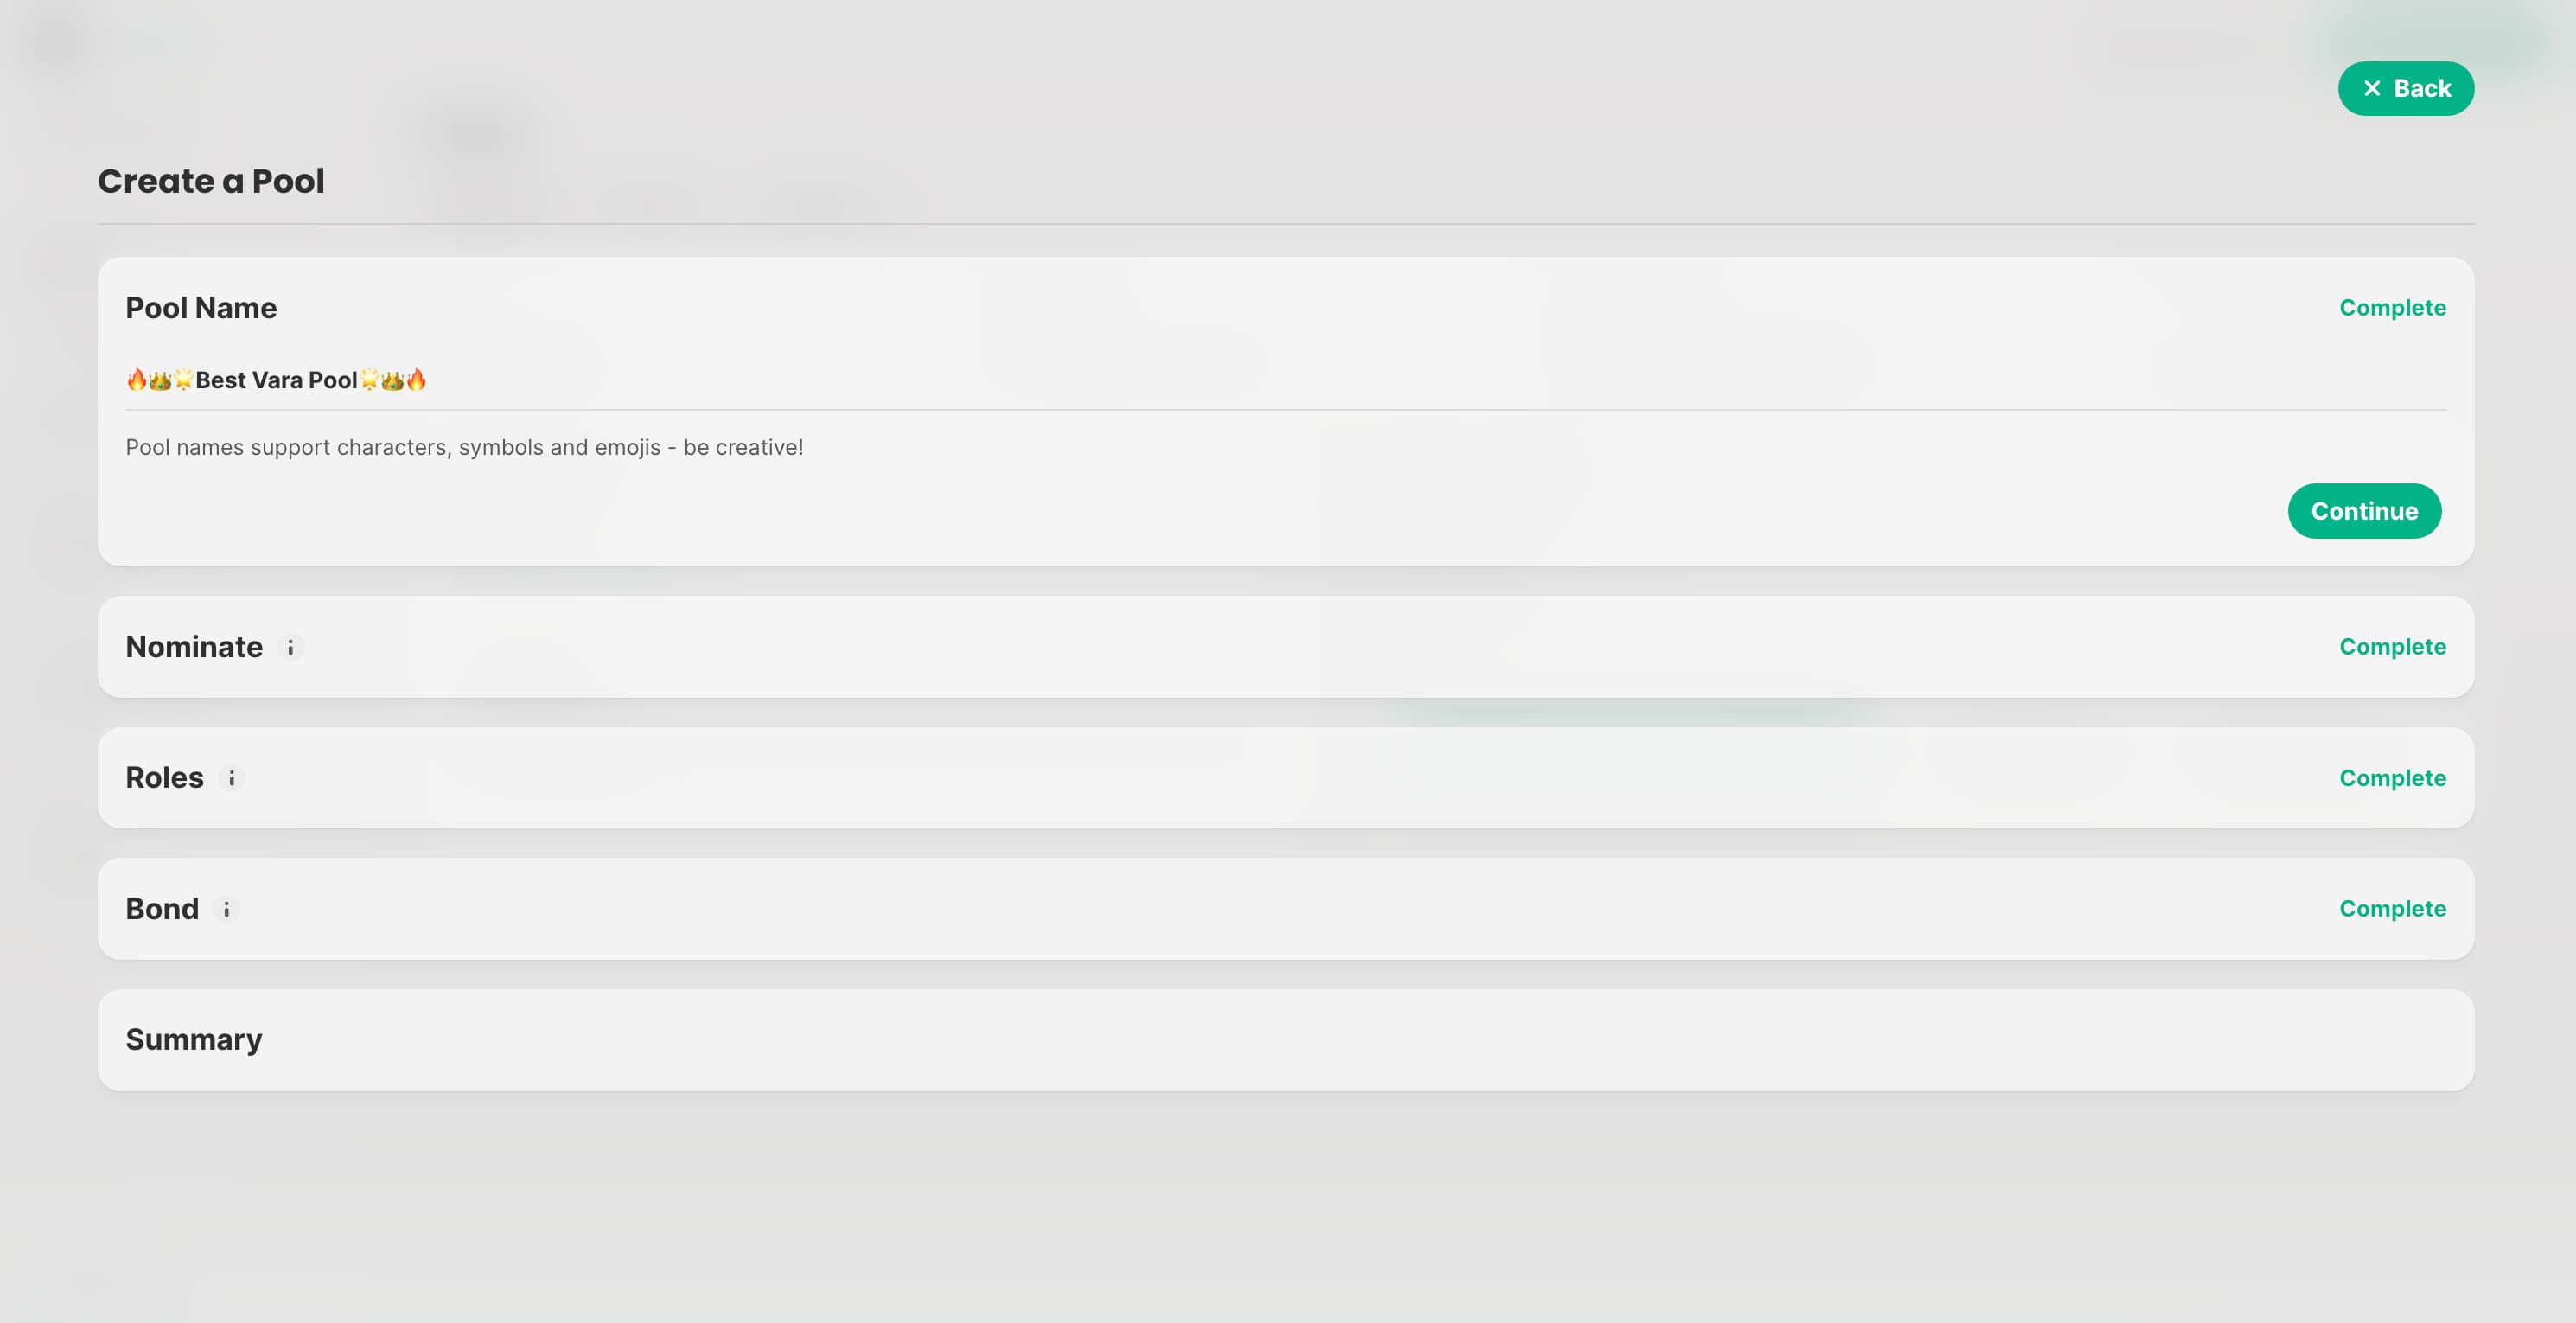 Back
Create a Pool
Pool Name
Complete
🔥👑🌟Best Vara Pool🌟👑🔥
Pool names support characters, symbols and emojis - be creative!
Continue
Nominate
Complete
Roles
Complete
Bond
Complete
Summary